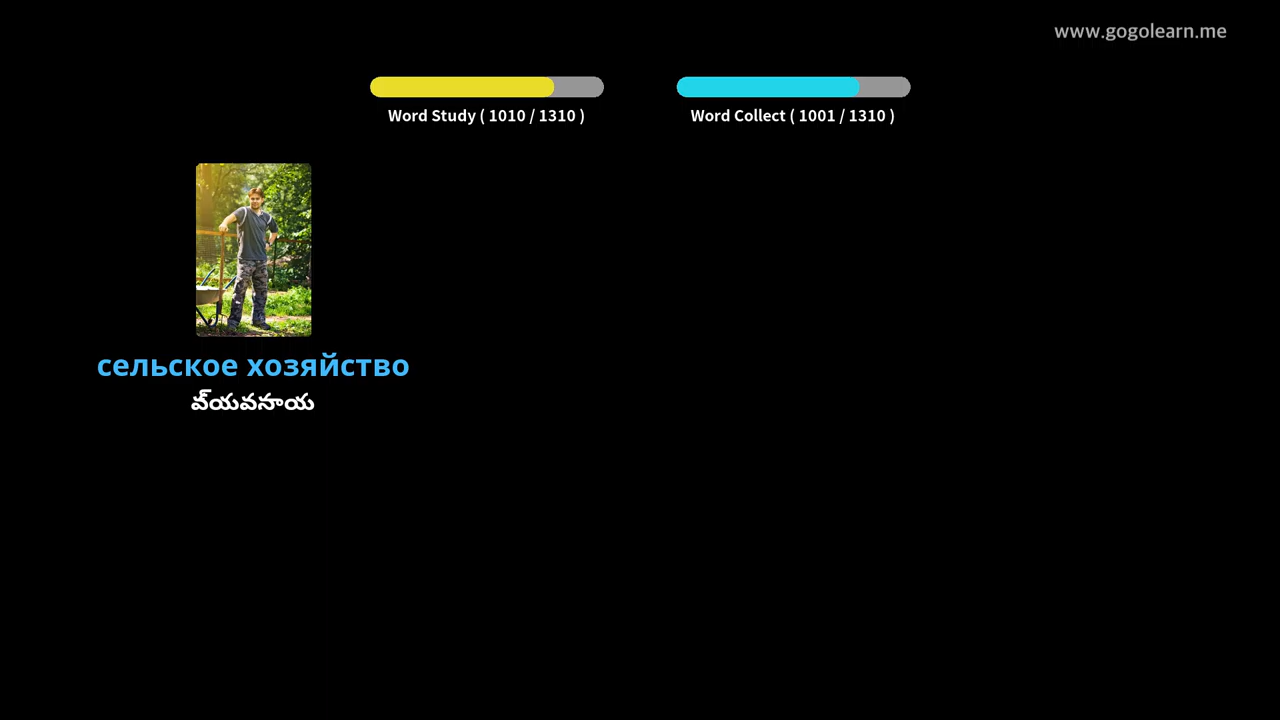 www.gogolearn.me
Word Study ( 1010 / 1310 )
Word Collect ( 1001 / 1310 )
сельское хозяйство
వ్యవసాయ